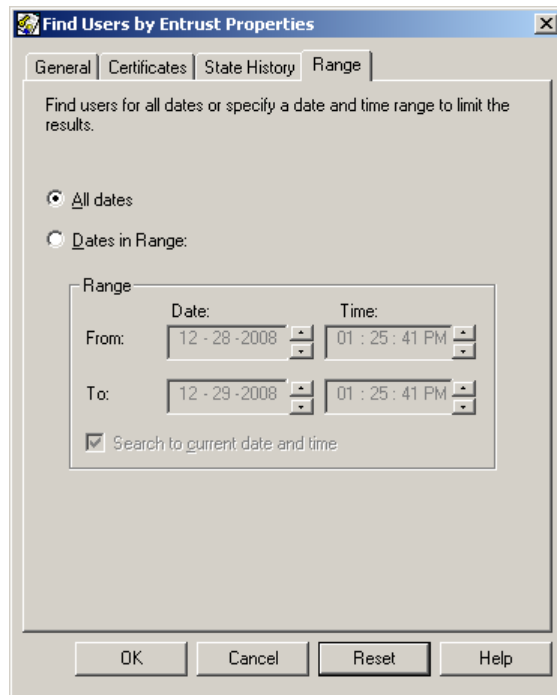 Find Users by Entrust Properties
General Certificates State History Range
Find users for all dates or specify a date and time range to limit the
results.
All dates
Dates in Range:
Range
Date: Time:
From: 12 - 28 -2008 01 : 25 : 41 PM
To: 12 - 29 -2008 01 : 25 : 41 PM
Search to current date and time
OK Cancel Reset Help